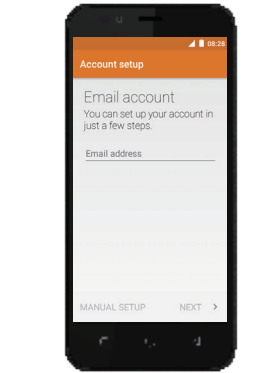 08:28
Account setup
Email account
You can set up your account in
just a few steps.
Email address
MANUAL SETUP NEXT